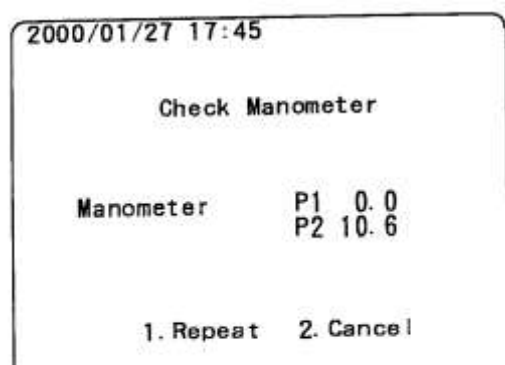 2000/01/27 17:45
Check Manometer
Manometer P1 0.0
P2 10.6
1. Repeat 2. Cancel